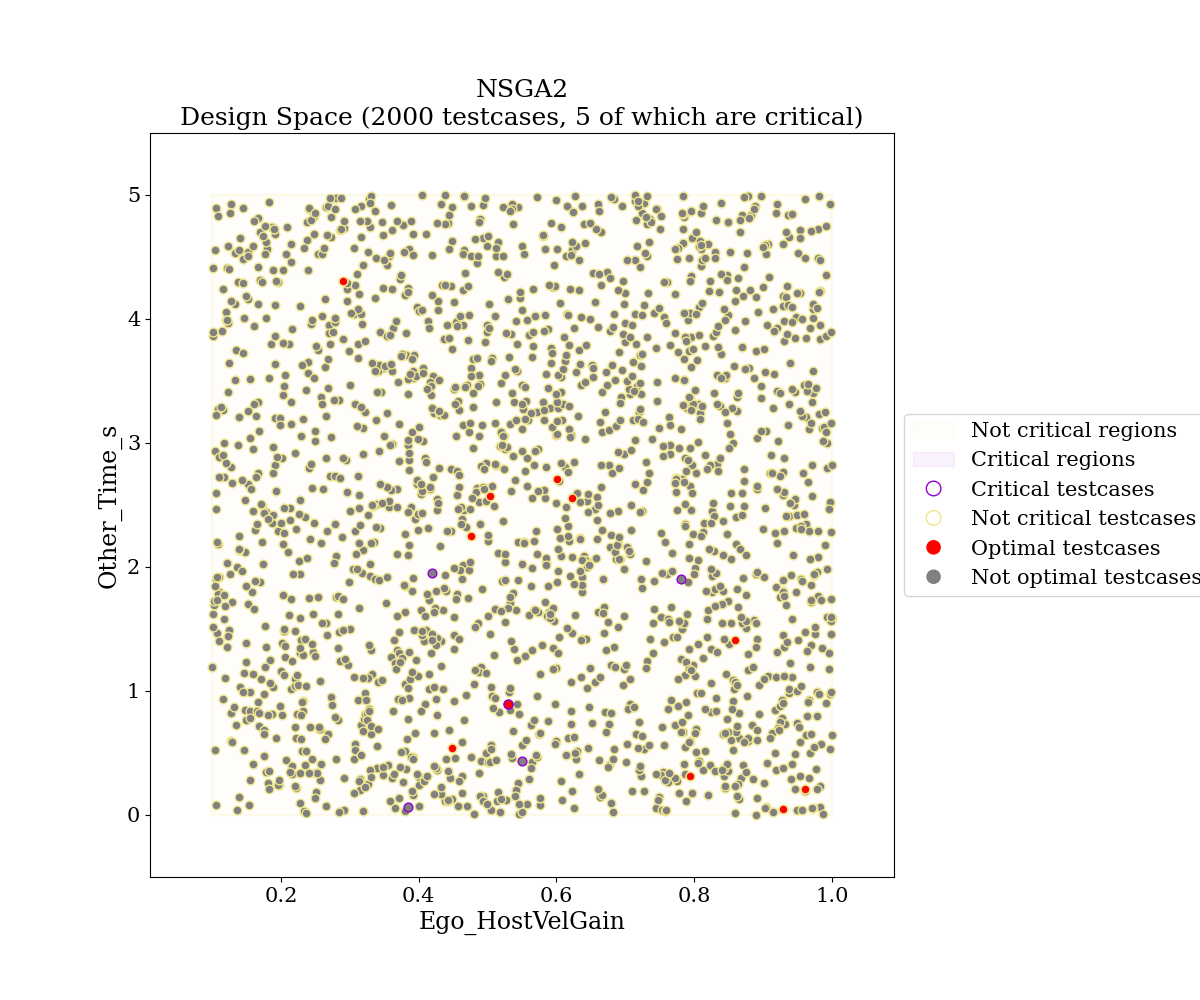 NSGA2
Design Space (2000 testcases, 5 of which are critical)
5
4
3
2
1
0
Other_Time_s
0.2
0.4
0.6
0.8
1.0
Ego_HostVelGain
Not critical regions
Critical regions
Critical testcases
Not critical testcases
Optimal testcases
Not optimal testcases